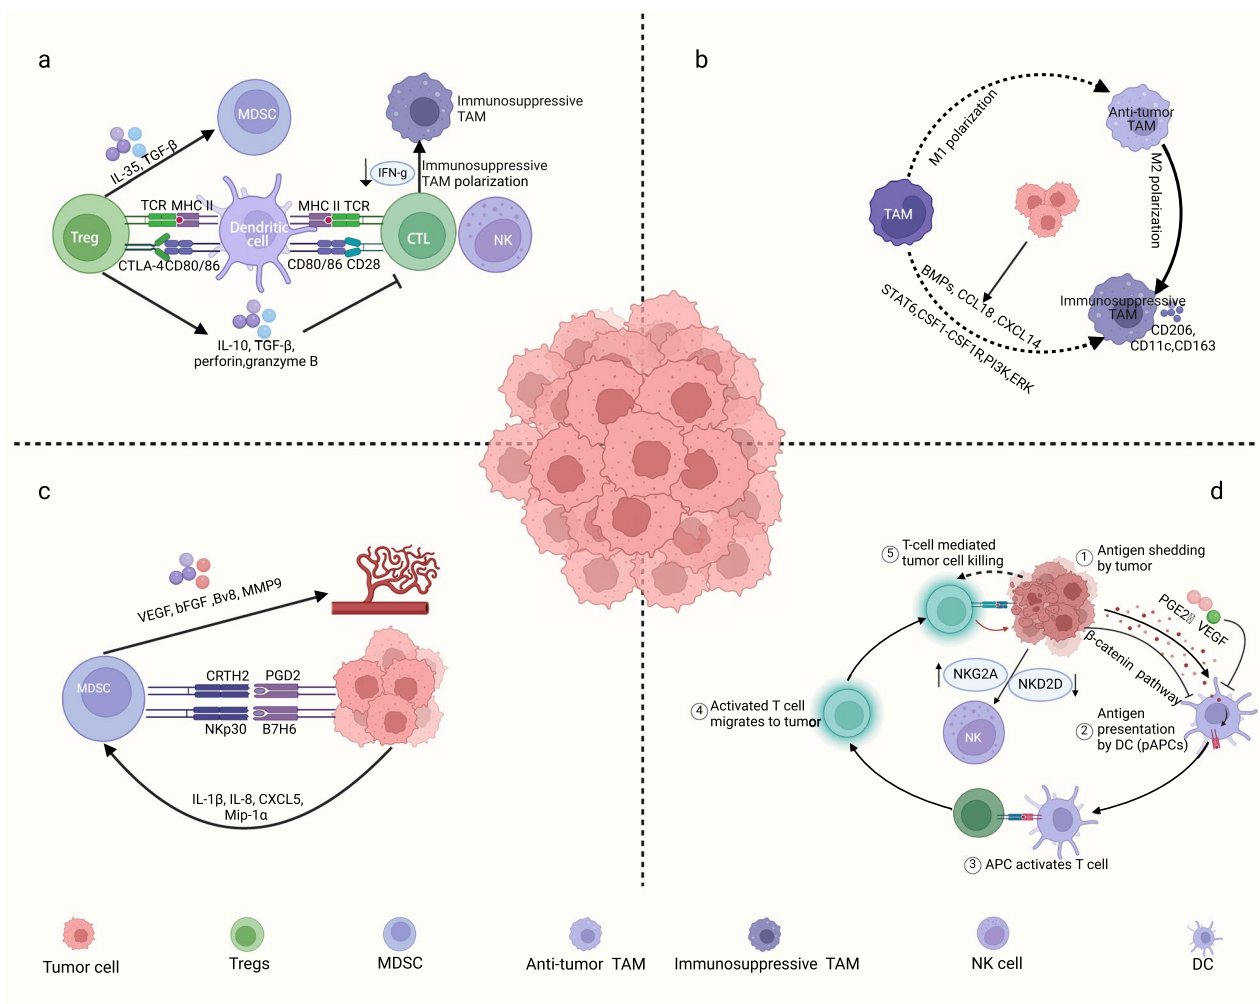 a
MDSC
IL-35, TGF-β
Immunosuppressive
TAM
IFN-g
Immunosuppressive
TAM polarization
TCR MHC II
MHC II TCR
Treg
Dendritic
cell
CTL
NK
CTLA-4 CD80/86
CD80/86 CD28
IL-10, TGF-β,
perforin,granzyme B
b
M1 polarization
Anti-tumor
TAM
M2 polarization
TAM
BMPs, CCL18 ,CXCL14
STAT6,CSF1-CSF1R,PI3K,ERK
Immunosuppressive
TAM
CD206,
CD11c,CD163
c
VEGF, bFGF ,Bv8, MMP9
MDSC
CRTH2 PGD2
NKp30 B7H6
IL-1β, IL-8, CXCL5,
Mip-1α
d
5 T-cell mediated
tumor cell killing
1 Antigen shedding
by tumor
PGE2 VEGF
β-catenin pathway
NKG2A
NKD2D
NK
2 Antigen
presentation
by DC (pAPCs)
4 Activated T cell
migrates to tumor
3 APC activates T cell
Tumor cell
Tregs
MDSC
Anti-tumor TAM
Immunosuppressive TAM
NK cell
DC